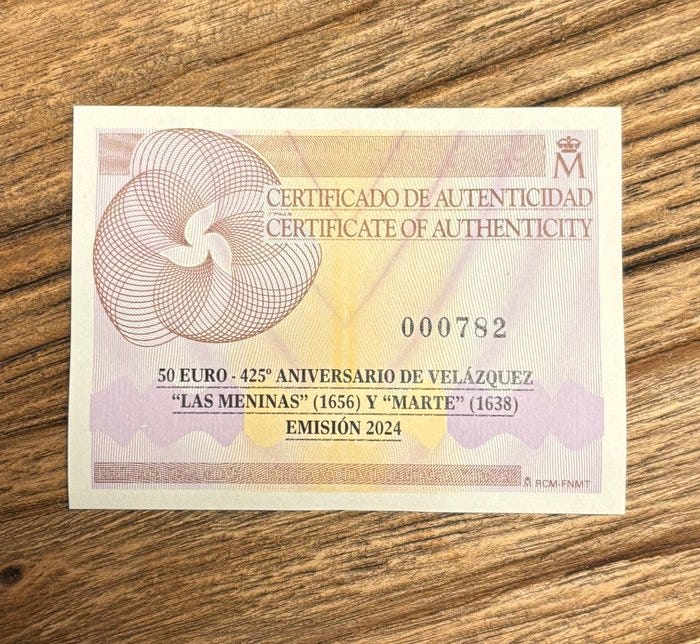 M
CERTIFICADO DE AUTENTICIDAD
CERTIFICATE OF AUTHENTICITY
000782
50 EURO - 425º ANIVERSARIO DE VELÁZQUEZ
“LAS MENINAS” (1656) Y “MARTE” (1638)
EMISIÓN 2024
M RCM-FNMT